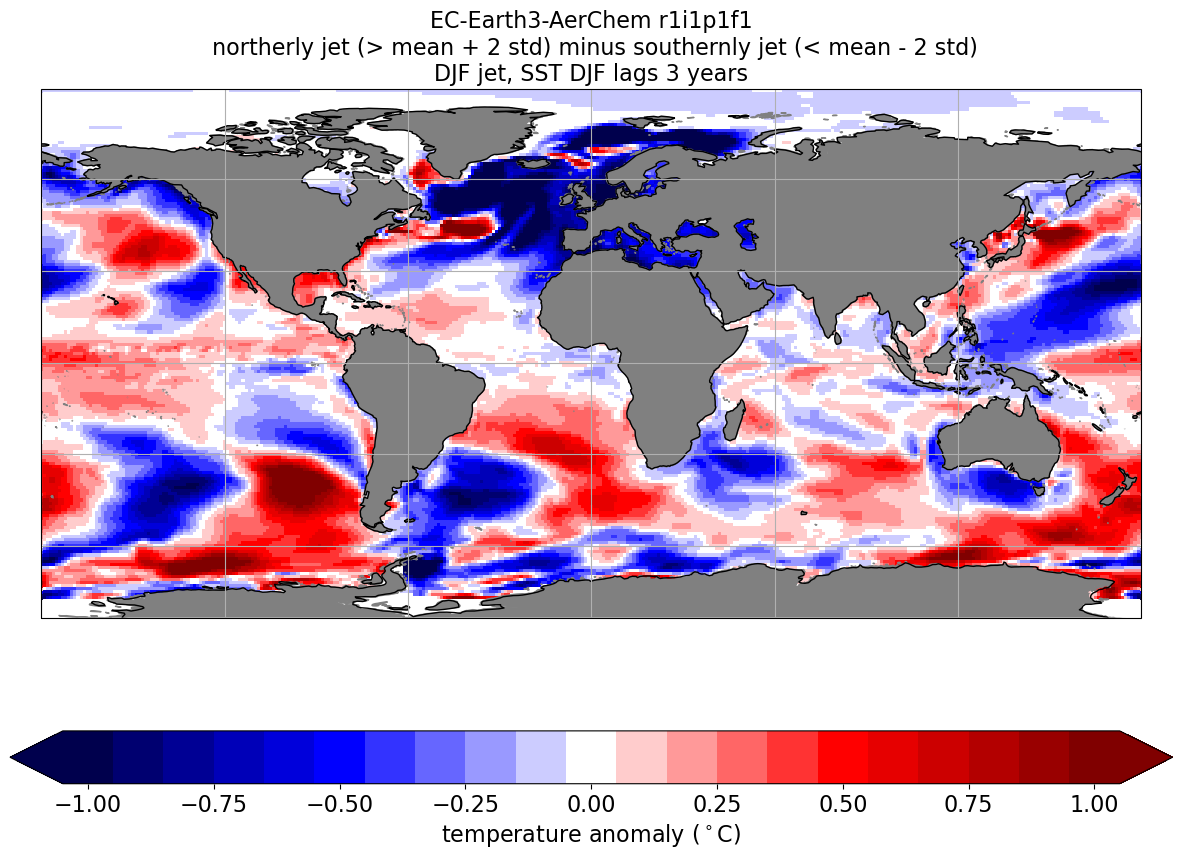 EC-Earth3-AerChem r1i1p1f1
northerly jet (> mean + 2 std) minus southernly jet (< mean - 2 std)
DJF jet, SST DJF lags 3 years
−1.00 −0.75 −0.50 −0.25 0.00 0.25 0.50 0.75 1.00
temperature anomaly (°C)